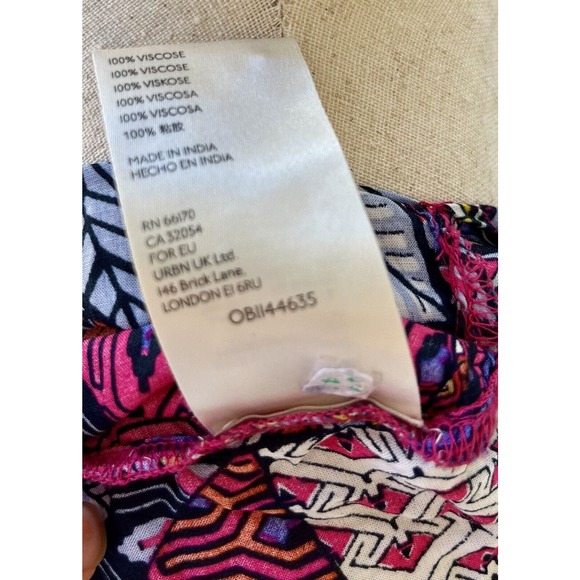 100% VISCOSE
100% VISCOSE
100% VISKOSE
100% VISCOSA
100% VISCOSA
100% 粘胶
MADE IN INDIA
HECHO EN INDIA
RN 66170
CA 32054
FOR EU
URBN UK Ltd.
146 Brick Lane,
LONDON E1 6RU
OB1144635